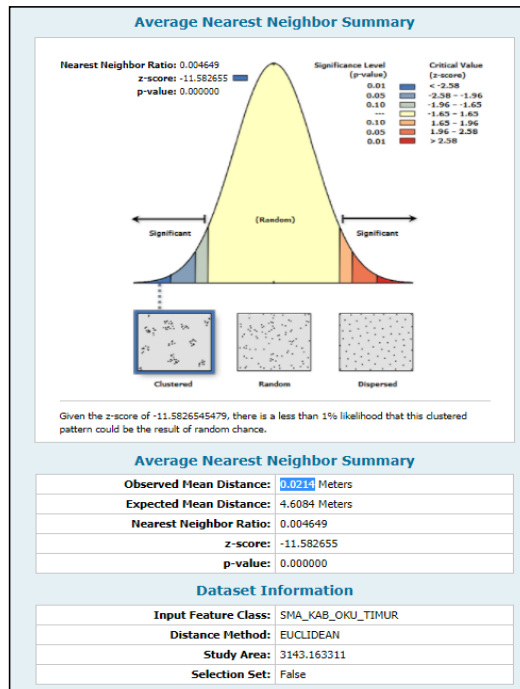 Average Nearest Neighbor Summary
Nearest Neighbor Ratio: 0.004649
z-score: -11.582655
p-value: 0.000000
Significance Level (p-value)
Critical Value (z-score)
0.01 < -2.58
0.05 -2.58 - -1.96
0.10 -1.96 - -1.65
--- -1.65 - 1.65
0.10 1.65 - 1.96
0.05 1.96 - 2.58
0.01 > 2.58
(Random)
Significant Significant
Clustered Random Dispersed
Given the z-score of -11.5826545479, there is a less than 1% likelihood that this clustered
pattern could be the result of random chance.
Average Nearest Neighbor Summary
Observed Mean Distance: 0.0214 Meters
Expected Mean Distance: 4.6084 Meters
Nearest Neighbor Ratio: 0.004649
z-score: -11.582655
p-value: 0.000000
Dataset Information
Input Feature Class: SMA_KAB_OKU_TIMUR
Distance Method: EUCLIDEAN
Study Area: 3143.163311
Selection Set: False